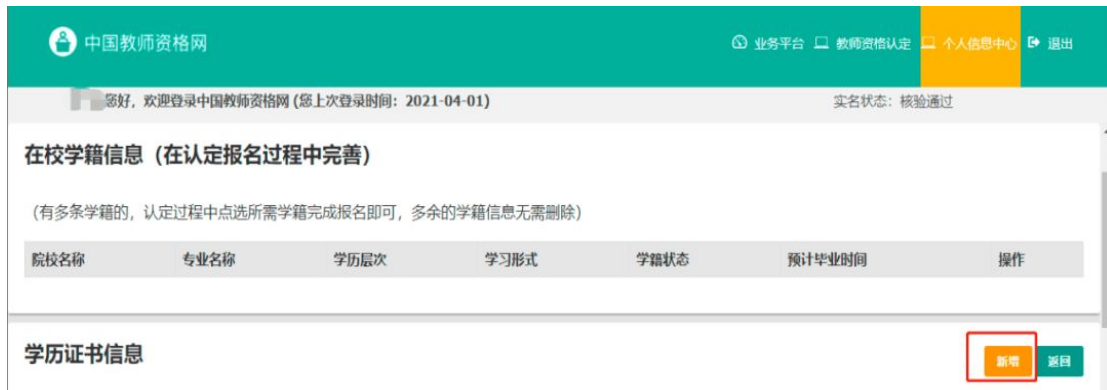 中国教师资格网 业务平台 教师资格认定 个人信息中心 退出
您好，欢迎登录中国教师资格网 (您上次登录时间：2021-04-01) 实名状态：核验通过
在校学籍信息（在认定报名过程中完善）
（有多条学籍的，认定过程中点选所需学籍完成报名即可，多余的学籍信息无需删除）
院校名称 专业名称 学历层次 学习形式 学籍状态 预计毕业时间 操作
学历证书信息 新增 返回